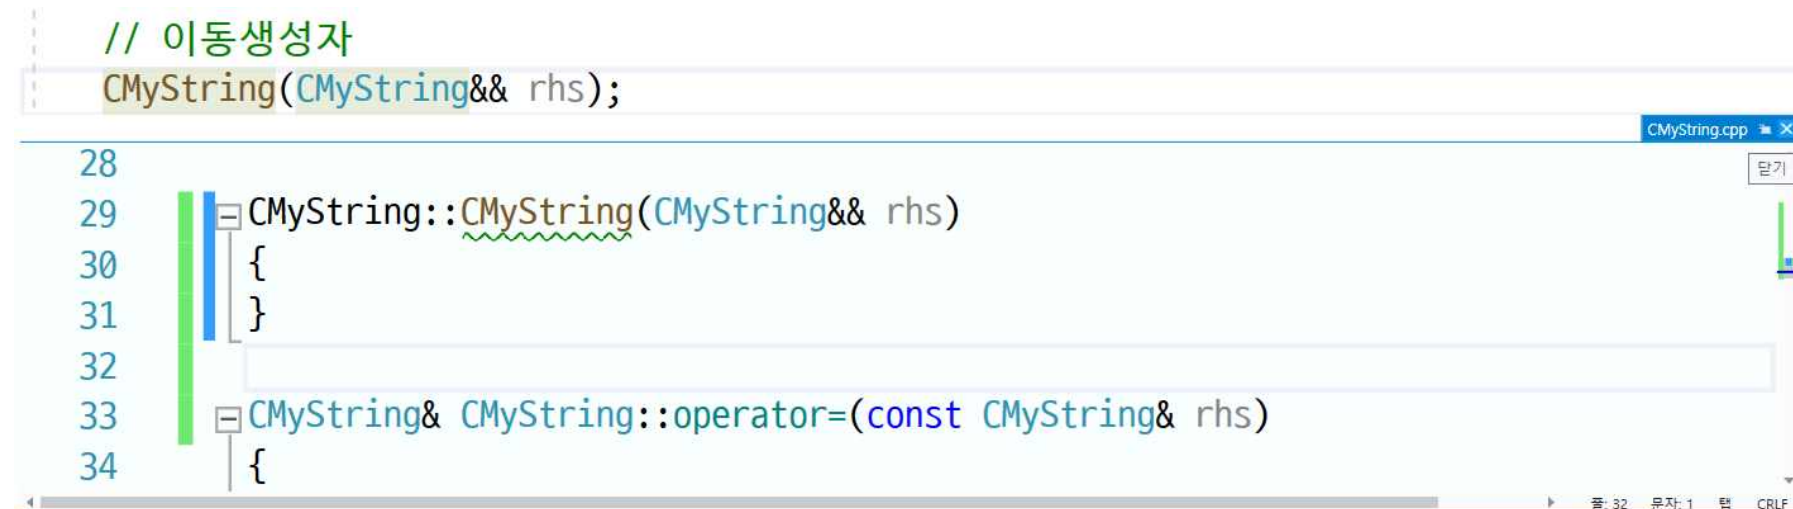 // 이동생성자
CMyString(CMyString&& rhs);
CMyString.cpp
닫기
28
29 CMyString::CMyString(CMyString&& rhs)
30 {
31 }
32
33 CMyString& CMyString::operator=(const CMyString& rhs)
34 {
줄: 32 문자: 1 탭 CRLF